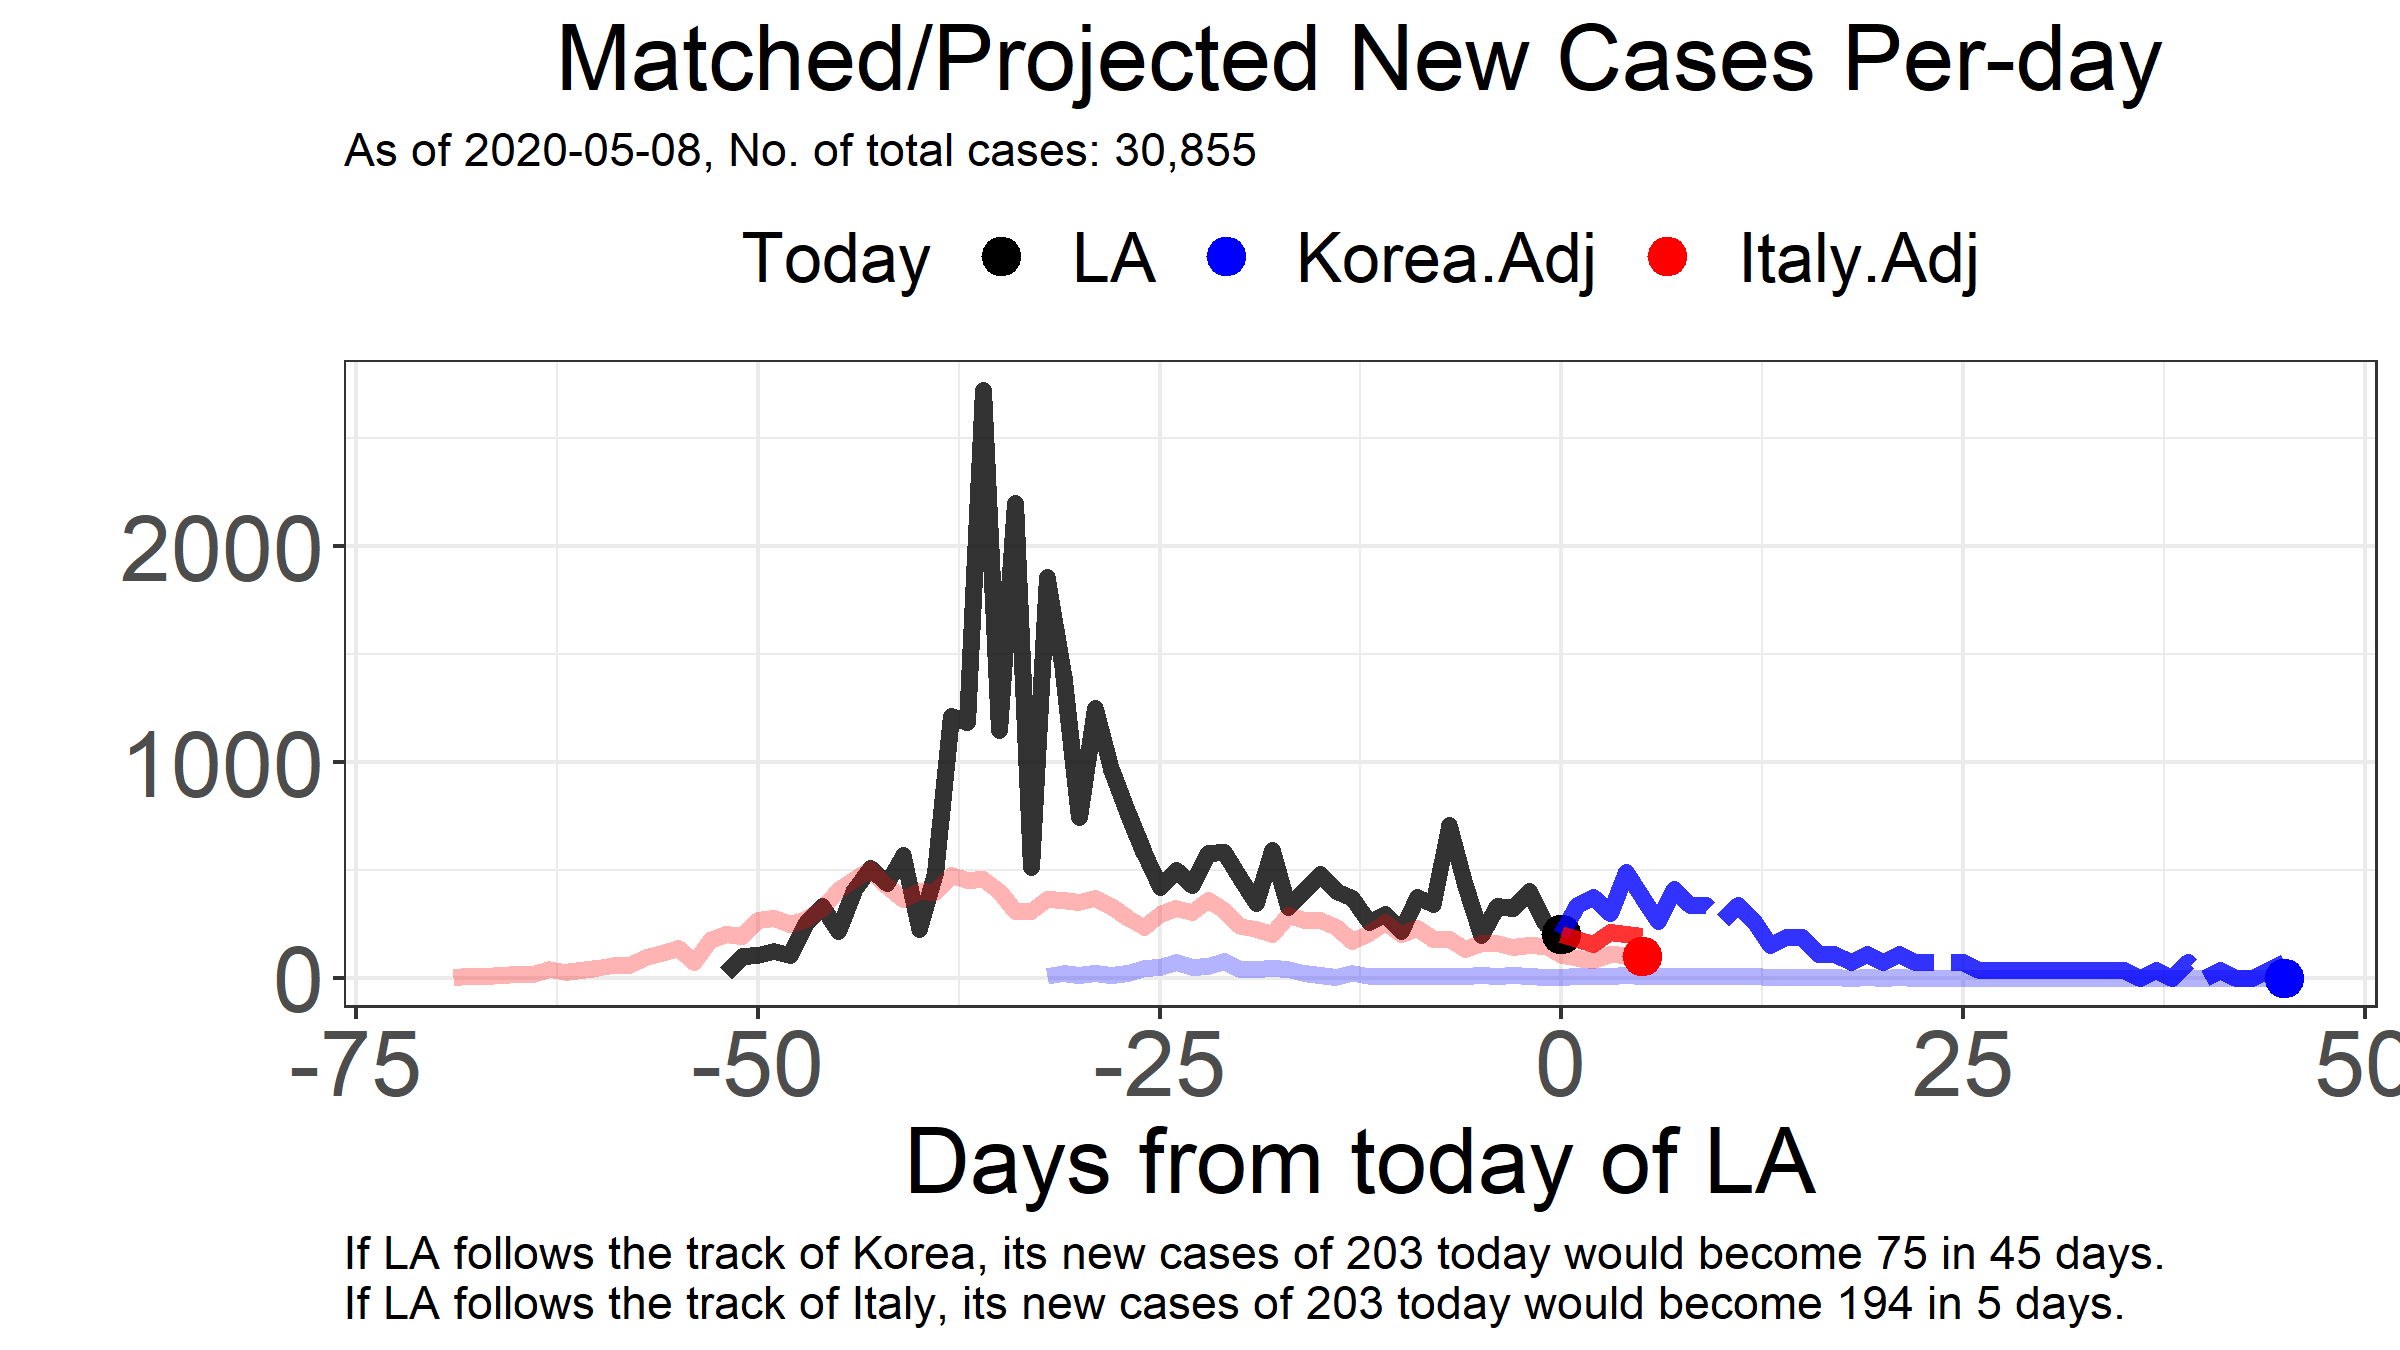 Matched/Projected New Cases Per-day
As of 2020-05-08, No. of total cases: 30,855
Today LA Korea.Adj Italy.Adj
2000
1000
0
-75 -50 -25 0 25 50
Days from today of LA
If LA follows the track of Korea, its new cases of 203 today would become 75 in 45 days.
If LA follows the track of Italy, its new cases of 203 today would become 194 in 5 days.